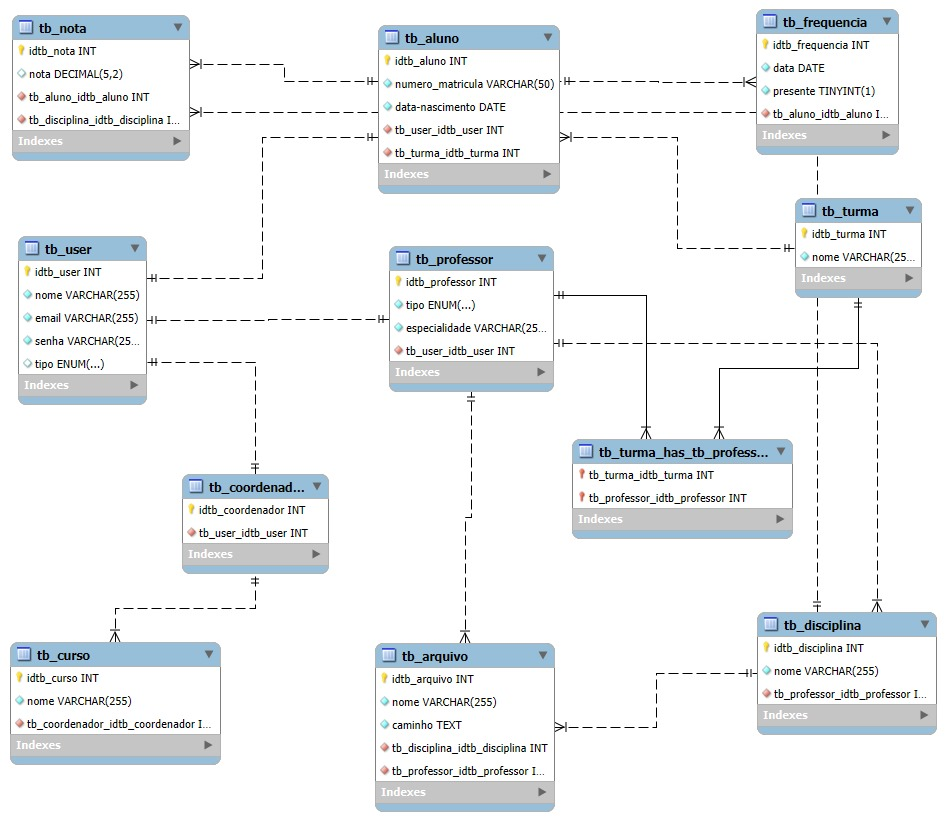 tb_nota
idtb_nota INT
nota DECIMAL(5,2)
tb_aluno_idtb_aluno INT
tb_disciplina_idtb_disciplina I...
Indexes
tb_aluno
idtb_aluno INT
numero_matricula VARCHAR(50)
data-nascimento DATE
tb_user_idtb_user INT
tb_turma_idtb_turma INT
Indexes
tb_frequencia
idtb_frequencia INT
data DATE
presente TINYINT(1)
tb_aluno_idtb_aluno I...
Indexes
tb_turma
idtb_turma INT
nome VARCHAR(25...
Indexes
tb_user
idtb_user INT
nome VARCHAR(255)
email VARCHAR(255)
senha VARCHAR(25...
tipo ENUM(...)
Indexes
tb_professor
idtb_professor INT
tipo ENUM(...)
especialidade VARCHAR(25...
tb_user_idtb_user INT
Indexes
tb_turma_has_tb_profess...
tb_turma_idtb_turma INT
tb_professor_idtb_professor INT
Indexes
tb_coordenad...
idtb_coordenador INT
tb_user_idtb_user INT
Indexes
tb_curso
idtb_curso INT
nome VARCHAR(255)
tb_coordenador_idtb_coordenador I...
Indexes
tb_arquivo
idtb_arquivo INT
nome VARCHAR(255)
caminho TEXT
tb_disciplina_idtb_disciplina INT
tb_professor_idtb_professor I...
Indexes
tb_disciplina
idtb_disciplina INT
nome VARCHAR(255)
tb_professor_idtb_professor I...
Indexes